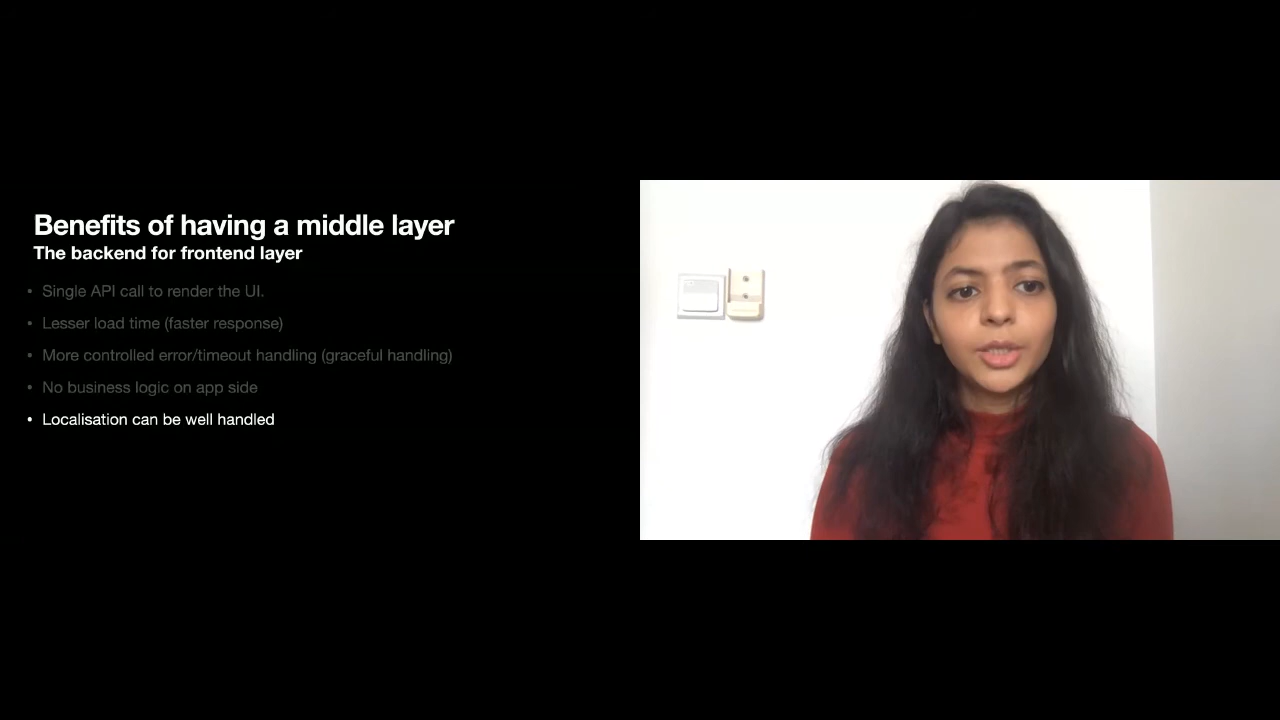 Benefits of having a middle layer
The backend for frontend layer
• Single API call to render the UI.
• Lesser load time (faster response)
• More controlled error/timeout handling (graceful handling)
• No business logic on app side
• Localisation can be well handled